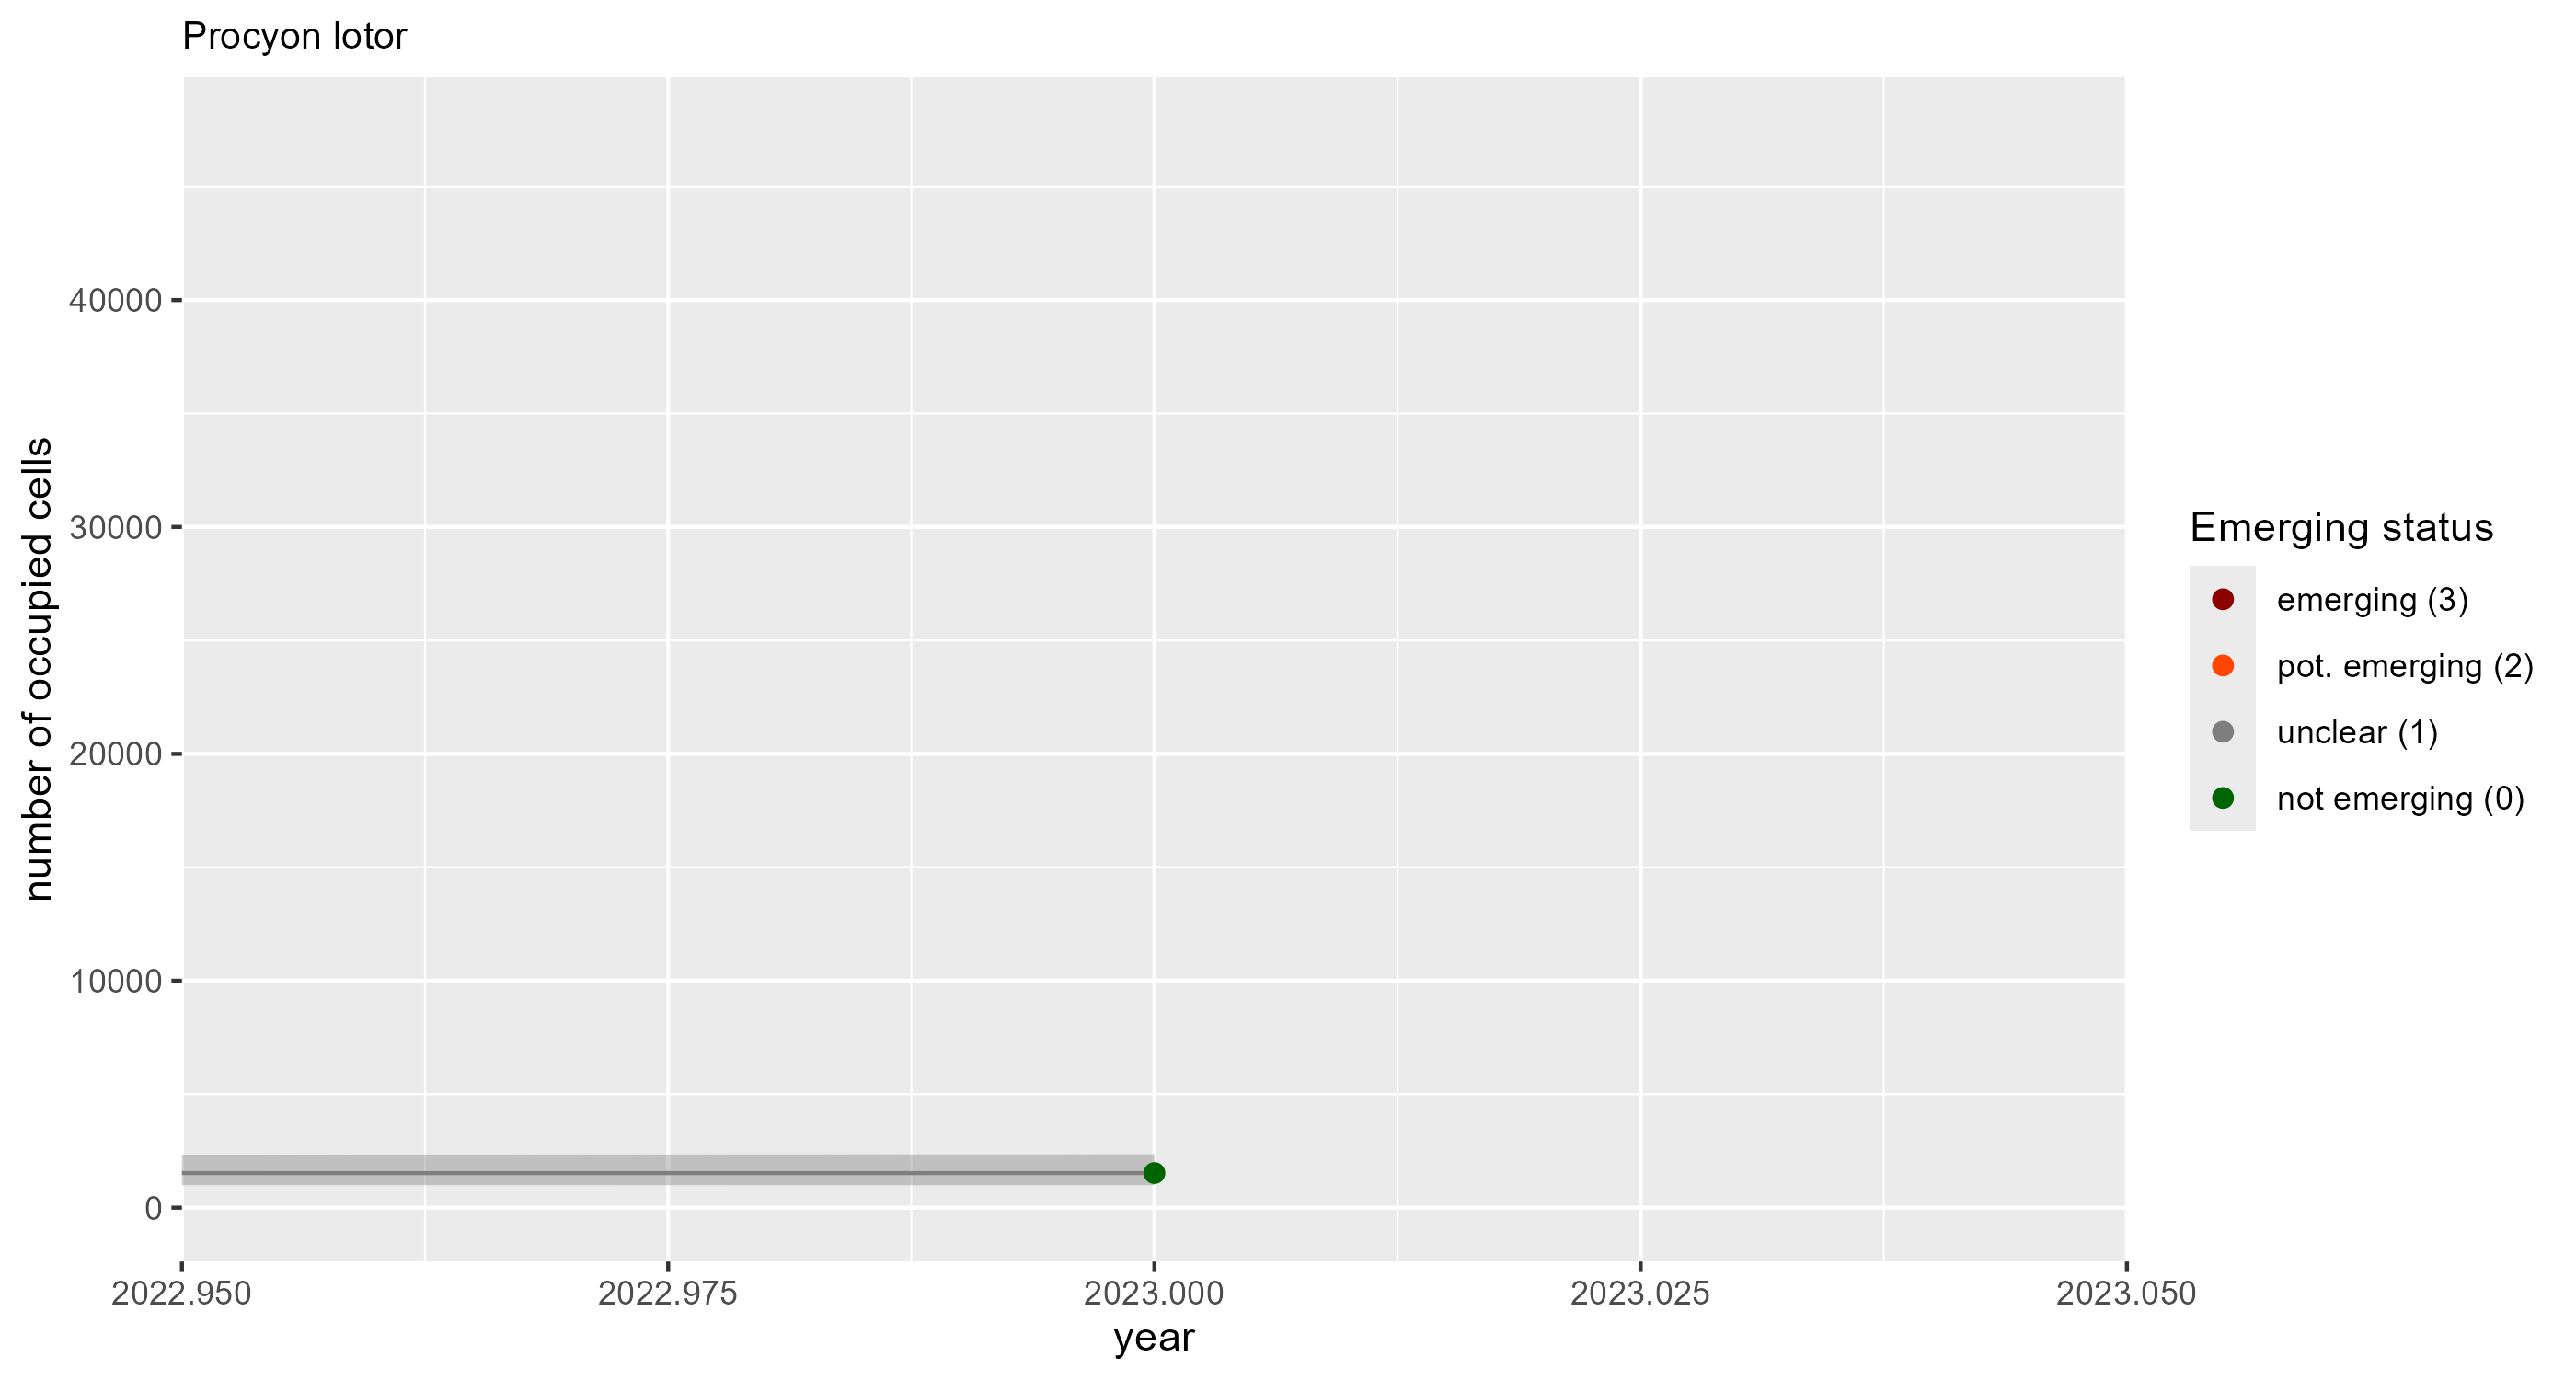 Procyon lotor
number of occupied cells
40000
30000
20000
10000
0
2022.950
2022.975
2023.000
2023.025
2023.050
year
Emerging status
emerging (3)
pot. emerging (2)
unclear (1)
not emerging (0)